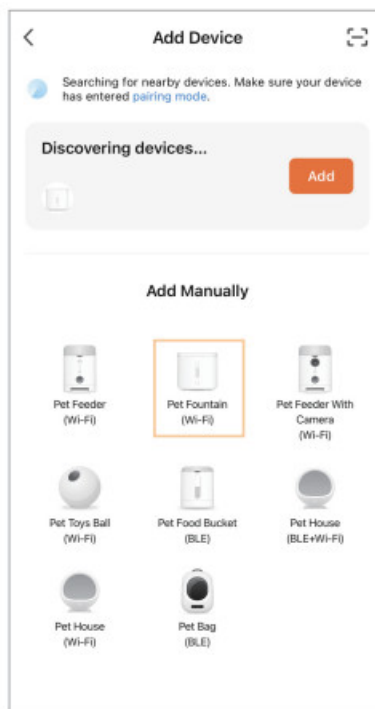 Add Device
Searching for nearby devices. Make sure your device
has entered pairing mode.
Discovering devices...
Add
Add Manually
Pet Feeder
(Wi-Fi)
Pet Fountain
(Wi-Fi)
Pet Feeder With
Camera
(Wi-Fi)
Pet Toys Ball
(Wi-Fi)
Pet Food Bucket
(BLE)
Pet House
(BLE+Wi-Fi)
Pet House
(Wi-Fi)
Pet Bag
(BLE)